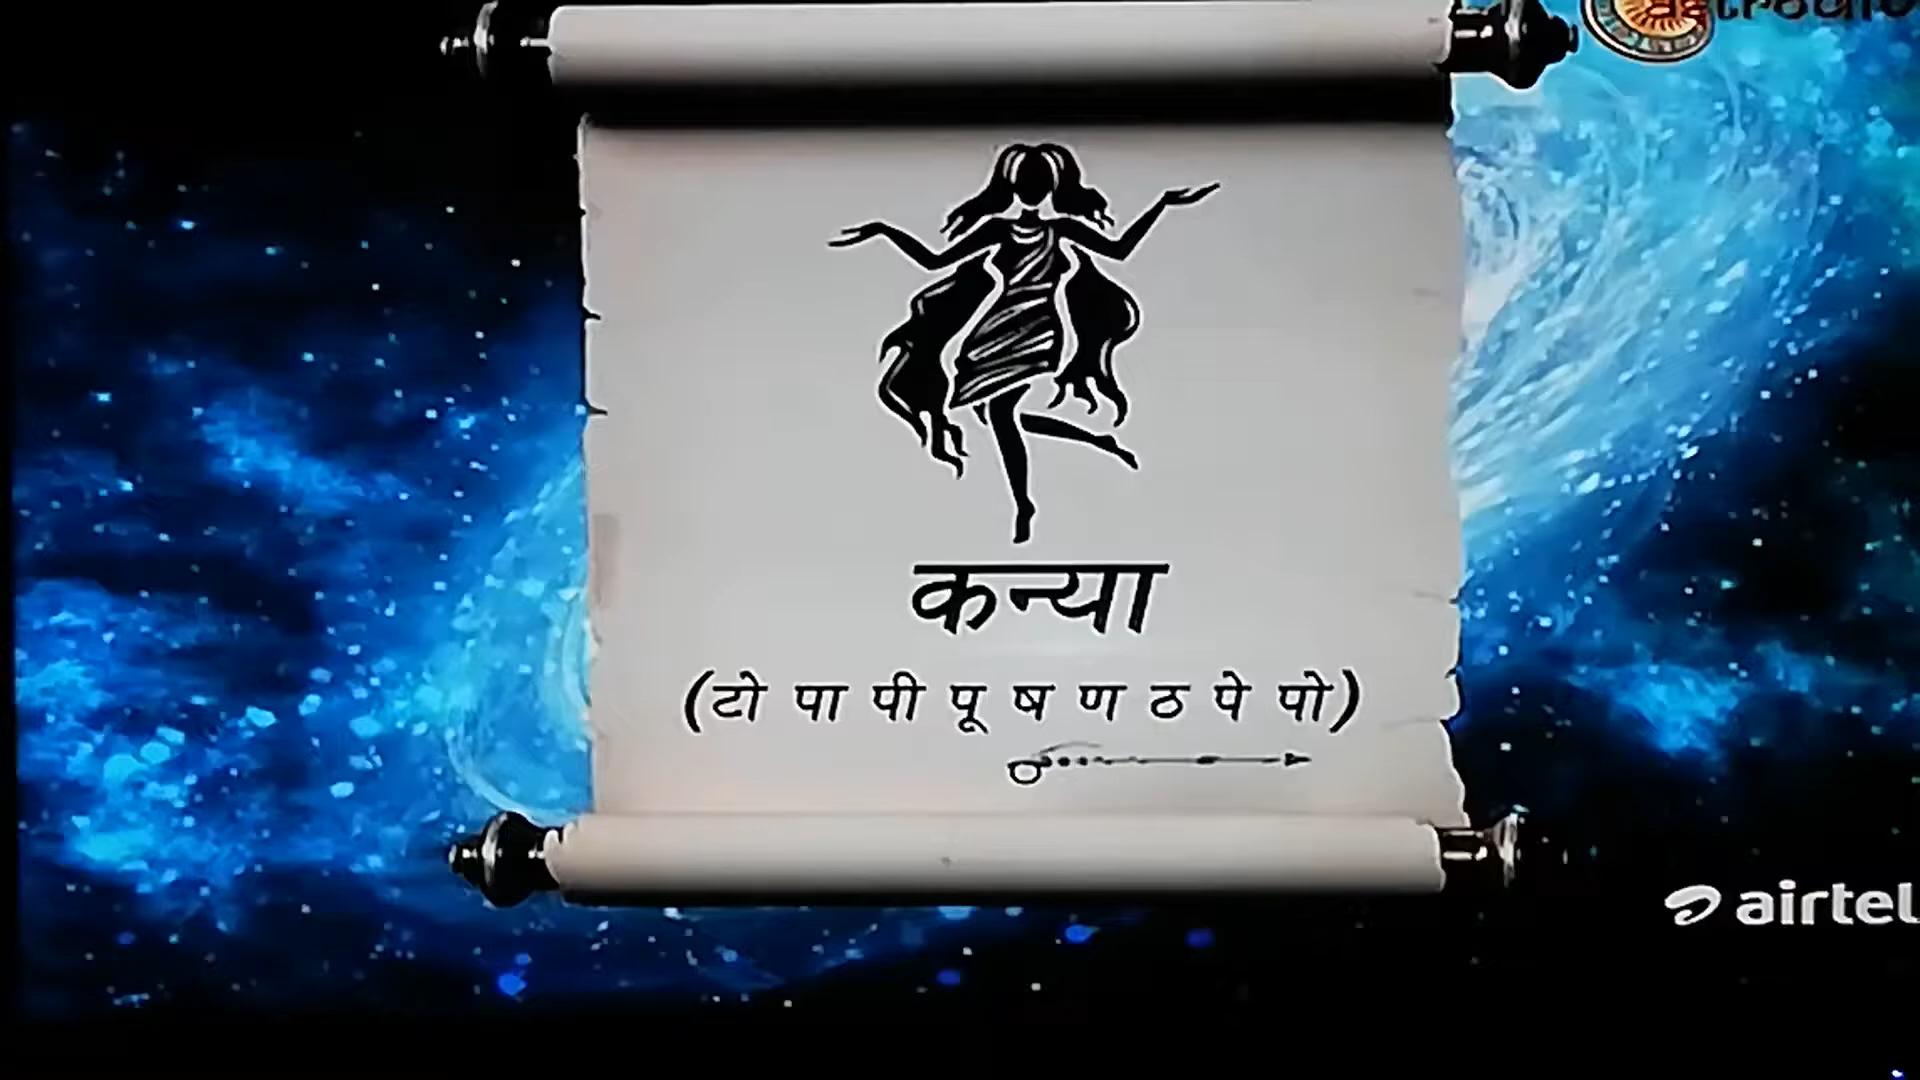 कन्या
(टो पा पी पू ष ण ठ पे पो)
airtel